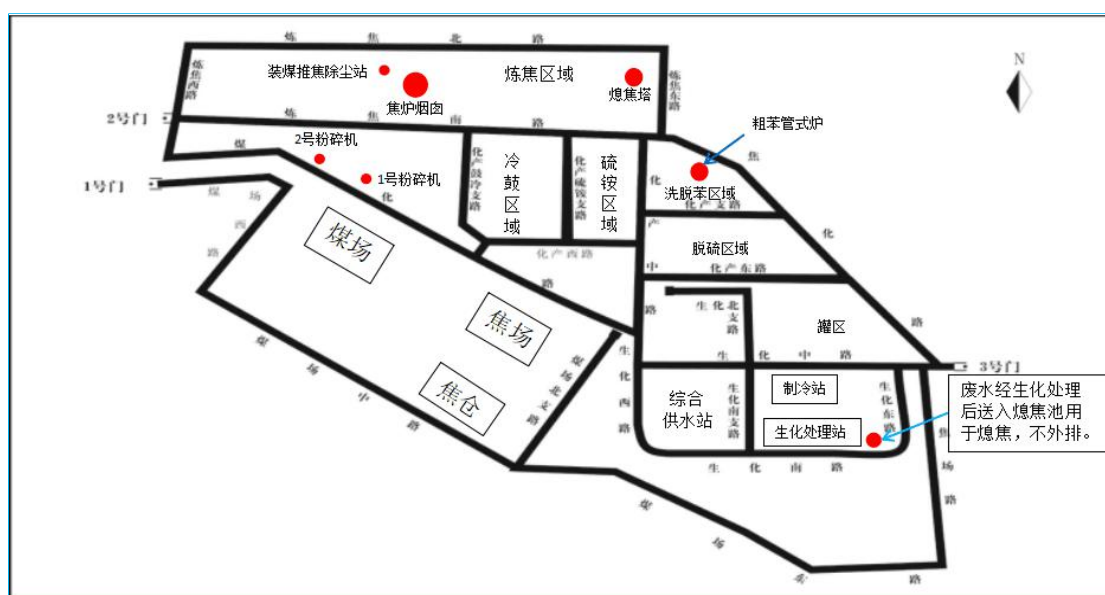 炼焦北路
N
装煤推焦除尘站
炼焦区域
炼焦西路
焦炉烟囱
熄焦塔
炼焦东路
2号门
炼焦南路
粗苯管式炉
2号粉碎机
1号粉碎机
1号门
煤场西路
煤焦化路
化产鼓冷支路
冷鼓区域
化产硫铵支路
硫铵区域
洗脱苯区域
化产支路
焦化路
化产中路
脱硫区域
化产西路
化产东路
煤场
焦场
焦仓
煤场北支路
煤场中路
生化北支路
罐区
生化中路
3号门
生化西路
综合
供水站
生化南支路
制冷站
生化处理站
生化东路
废水经生化处理
后送入熄焦池用
于熄焦，不外排。
生化南路
焦场路
煤场东路